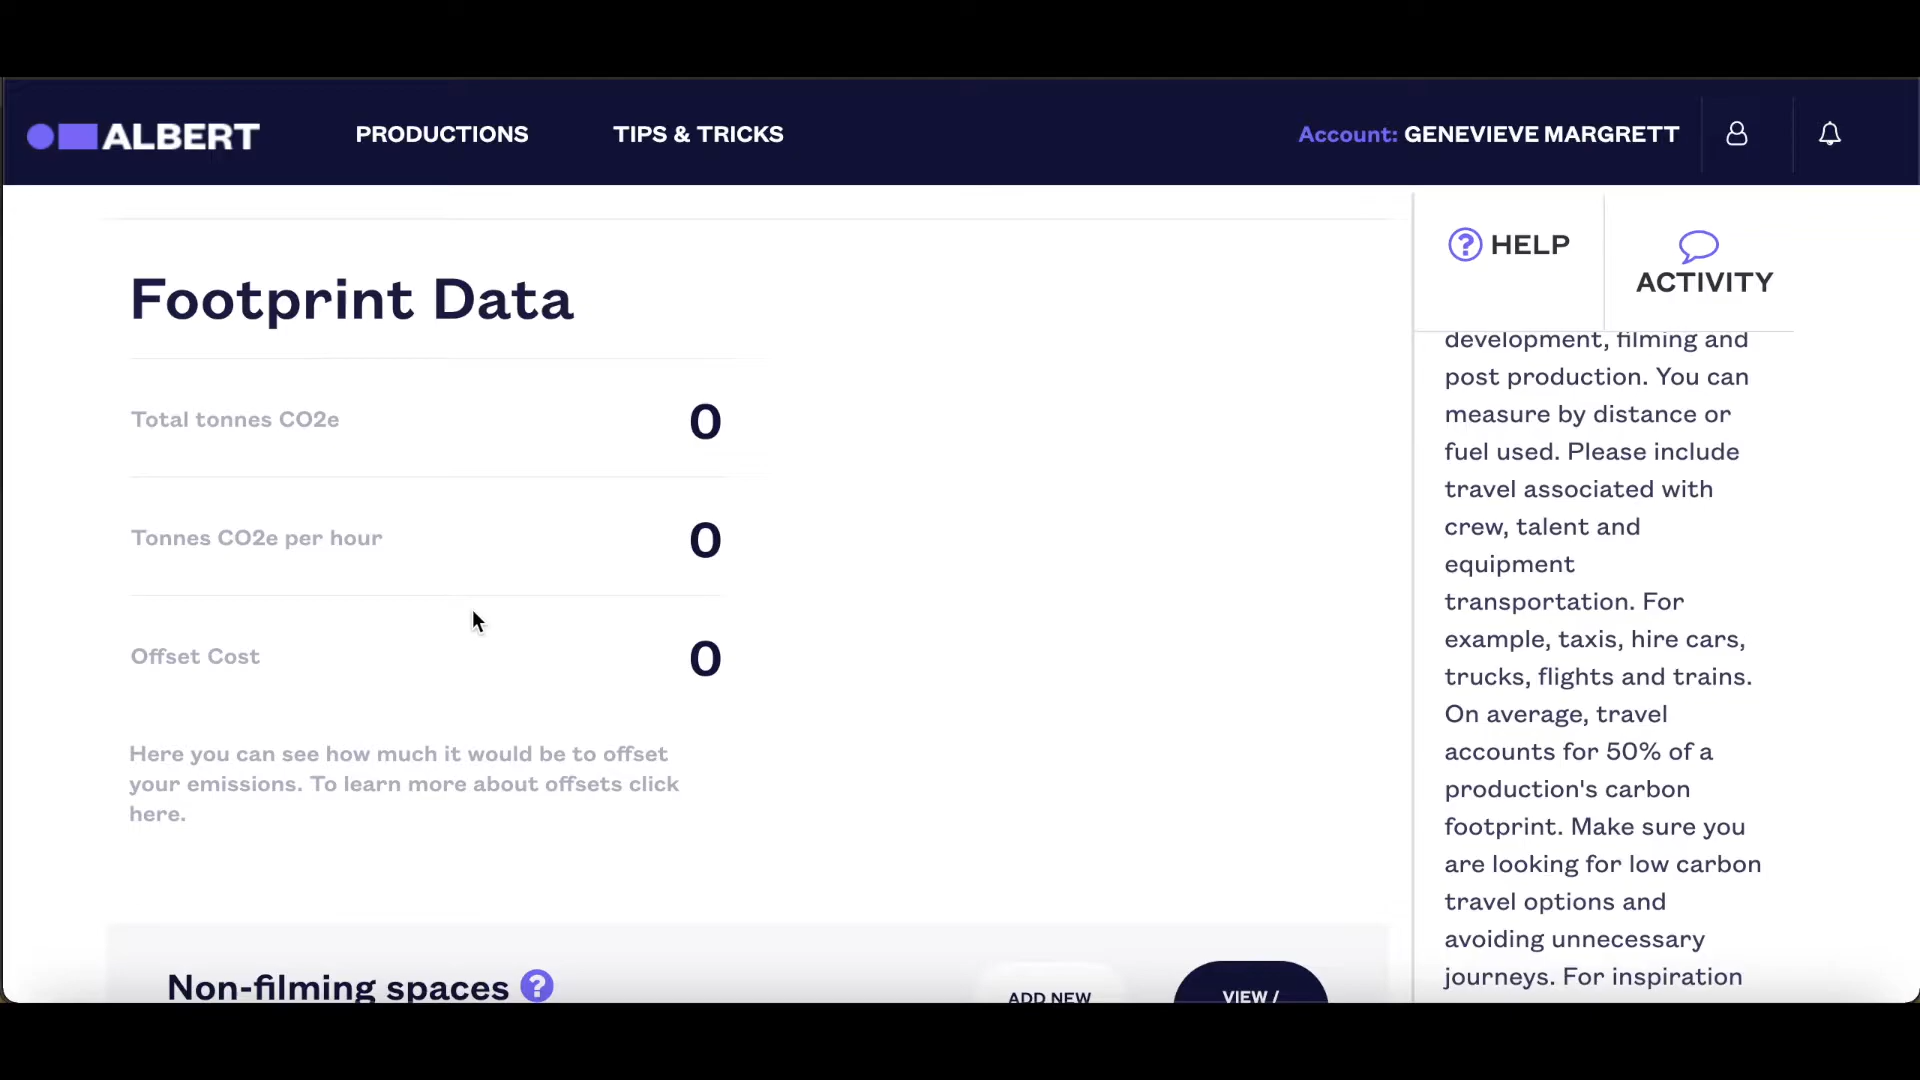 ALBERT
PRODUCTIONS
TIPS & TRICKS
Account: GENEVIEVE MARGRETT
Footprint Data
Total tonnes CO2e
0
Tonnes CO2e per hour
0
Offset Cost
0
Here you can see how much it would be to offset
your emissions. To learn more about offsets click
here.
Non-filming spaces ?
ADD NEW
VIEW /
? HELP
ACTIVITY
development, filming and
post production. You can
measure by distance or
fuel used. Please include
travel associated with
crew, talent and
equipment
transportation. For
example, taxis, hire cars,
trucks, flights and trains.
On average, travel
accounts for 50% of a
production's carbon
footprint. Make sure you
are looking for low carbon
travel options and
avoiding unnecessary
journeys. For inspiration